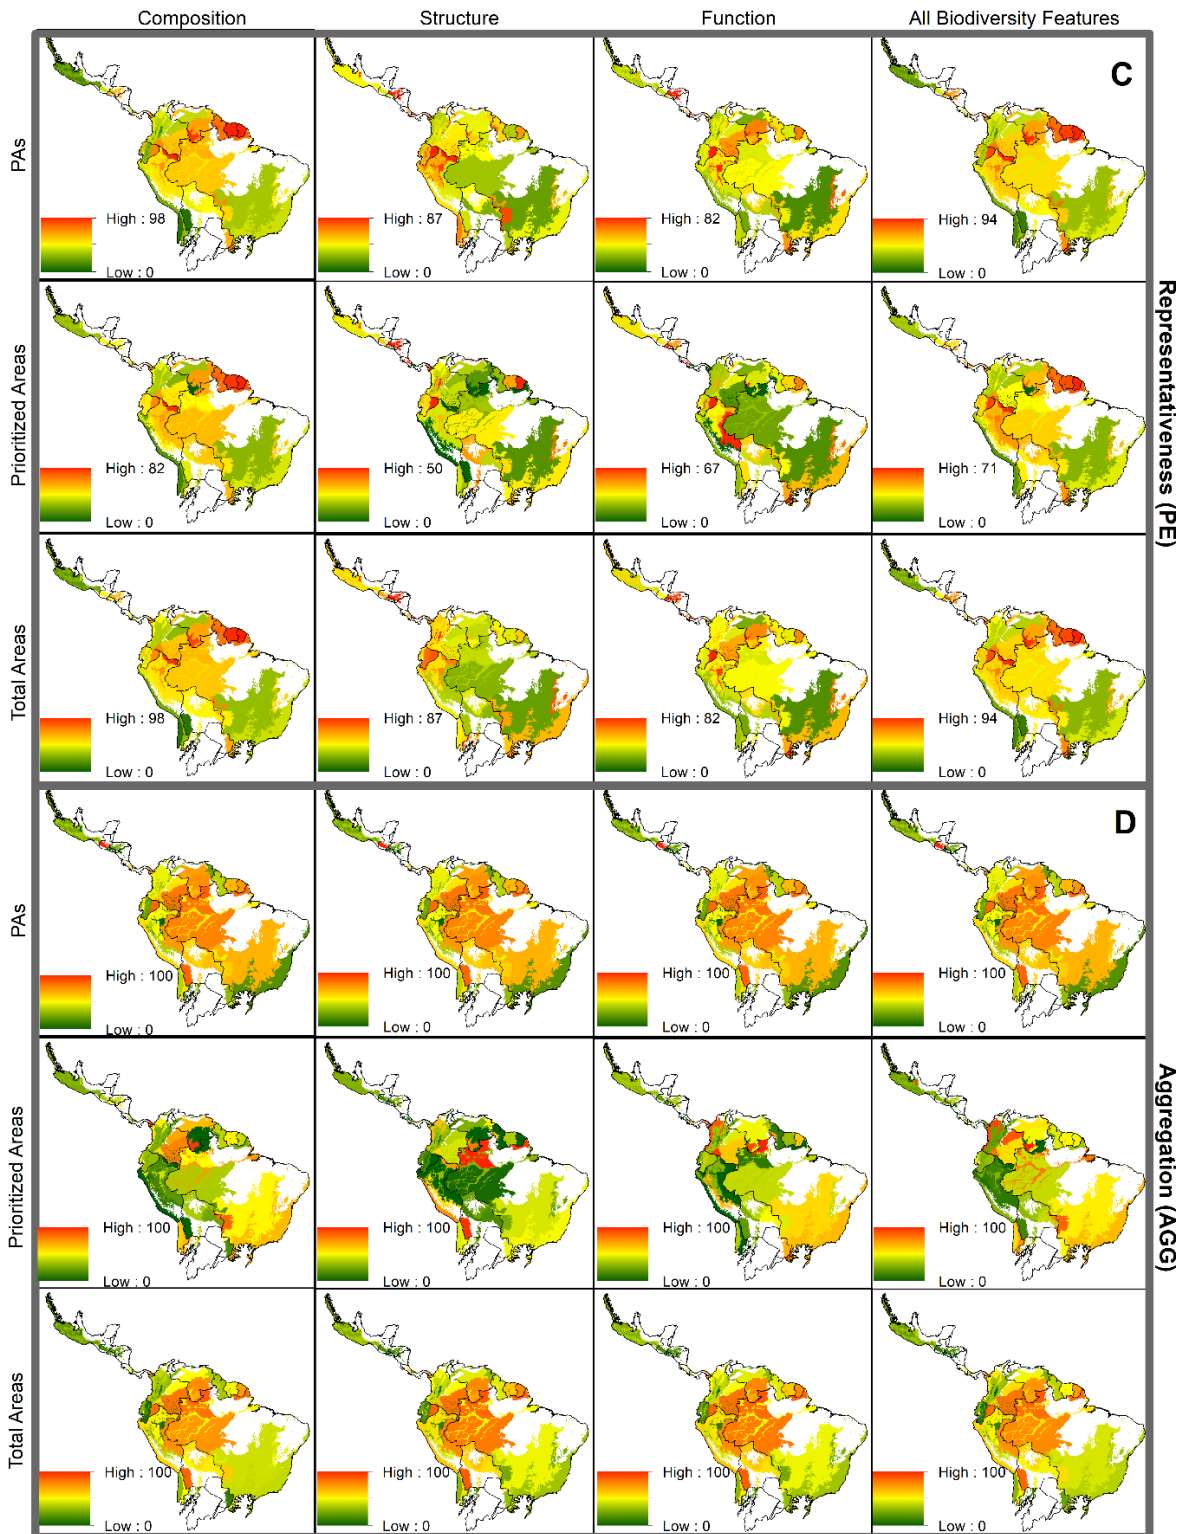 Composition Structure Function All Biodiversity Features
C
PAs
High : 98
Low : 0
High : 87
Low : 0
High : 82
Low : 0
High : 94
Low : 0
Representativeness (PE)
Prioritized Areas
High : 82
Low : 0
High : 50
Low : 0
High : 67
Low : 0
High : 71
Low : 0
Total Areas
High : 98
Low : 0
High : 87
Low : 0
High : 82
Low : 0
High : 94
Low : 0
D
PAs
High : 100
Low : 0
High : 100
Low : 0
High : 100
Low : 0
High : 100
Low : 0
Aggregation (AGG)
Prioritized Areas
High : 100
Low : 0
High : 100
Low : 0
High : 100
Low : 0
High : 100
Low : 0
Total Areas
High : 100
Low : 0
High : 100
Low : 0
High : 100
Low : 0
High : 100
Low : 0